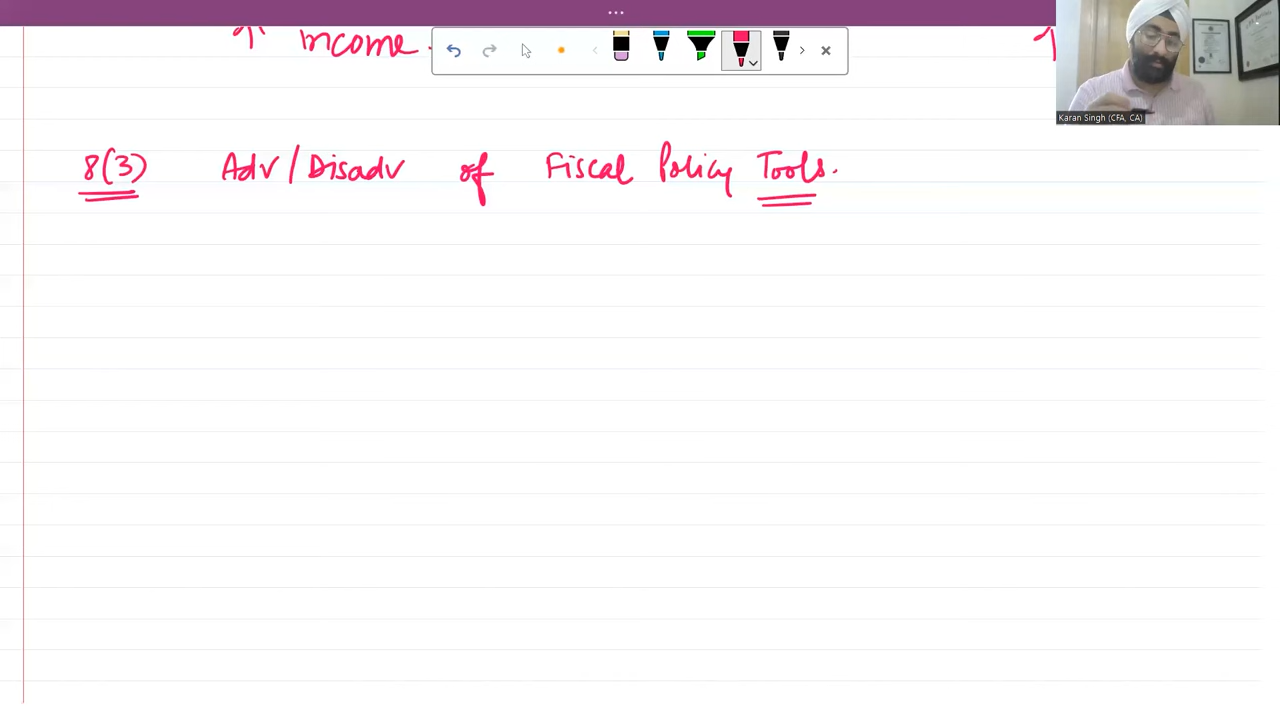 ↑ income.
↑
Karan Singh (CFA, CA)
8(3) Adv/Disadv of Fiscal Policy Tools.